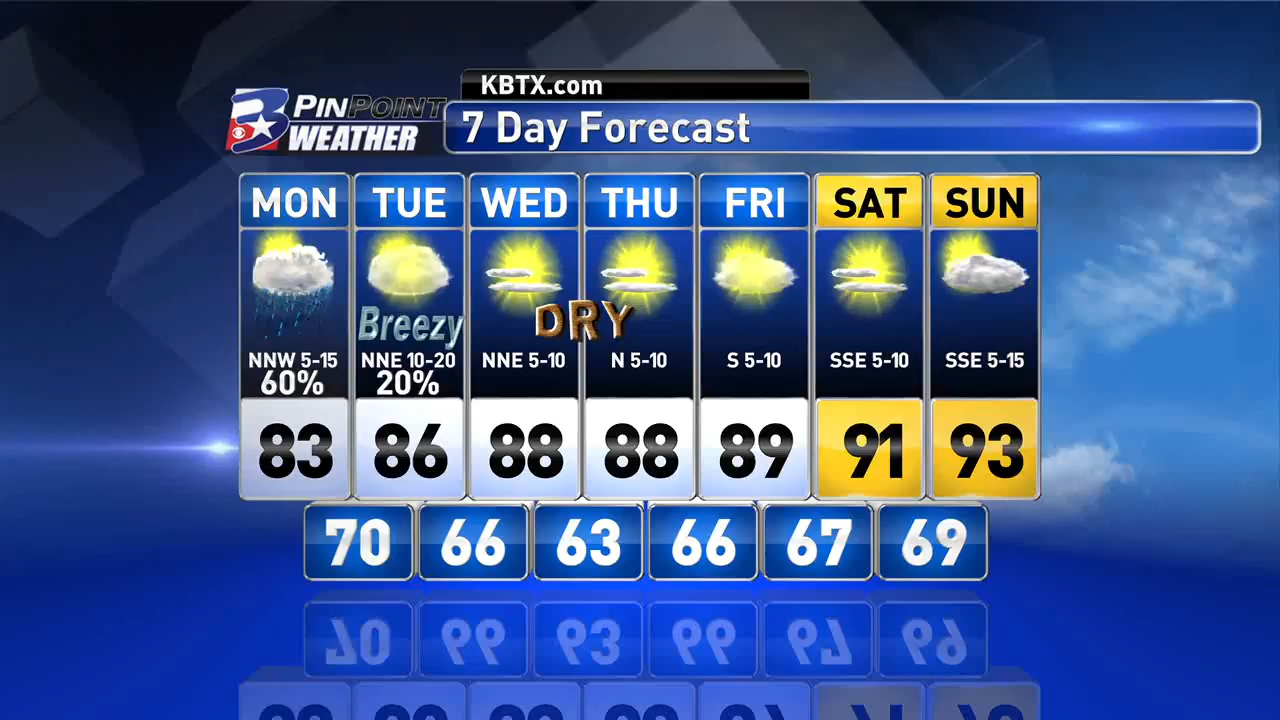 KBTX.com
3 PINPOINT
WEATHER
7 Day Forecast
MON TUE WED THU FRI SAT SUN
Breezy
DRY
NNW 5-15 NNE 10-20 NNE 5-10 N 5-10 S 5-10 SSE 5-10 SSE 5-15
60% 20%
83 86 88 88 89 91 93
70 66 63 66 67 69